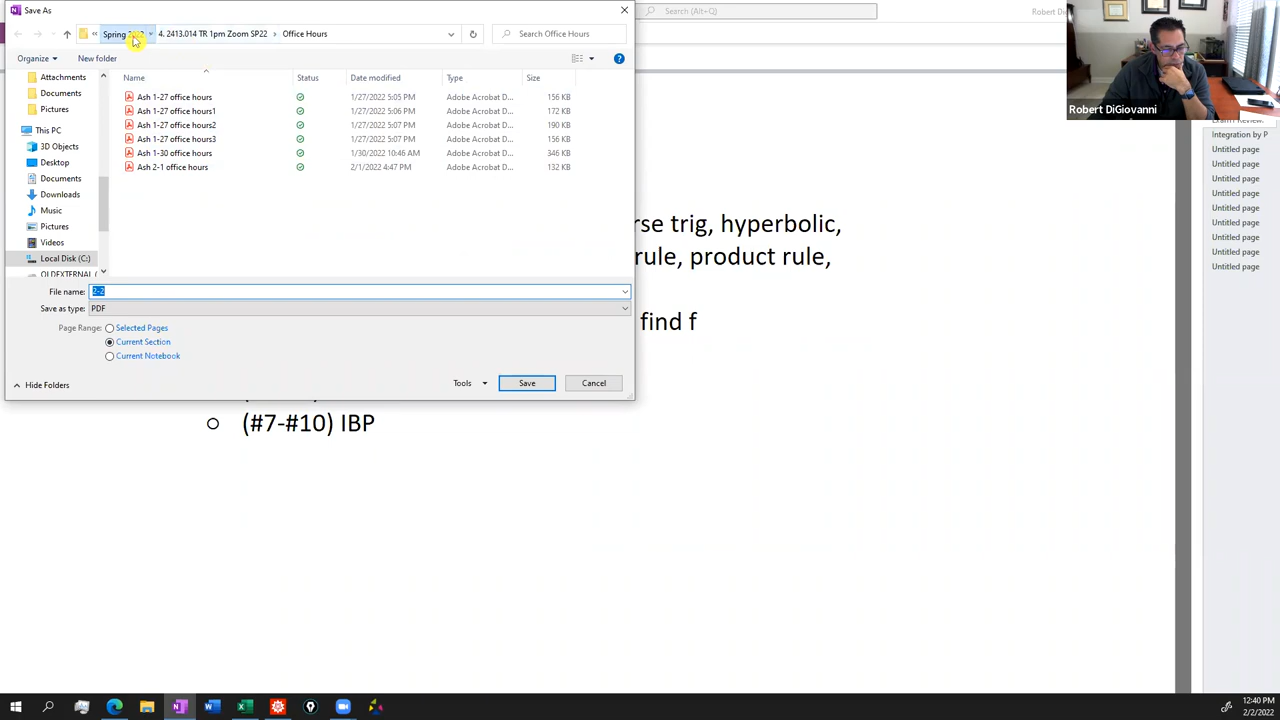 Save As
Search (Alt+Q)
Robert Di
Spring
4. 2413.014 TR 1pm Zoom SP22
Office Hours
Search Office Hours
Organize
New folder
Name
Status
Date modified
Type
Size
Attachments
Documents
Pictures
This PC
3D Objects
Desktop
Documents
Downloads
Music
Pictures
Videos
Local Disk (C:)
OLDEXTERNAL (
Ash 1-27 office hours 1/27/2022 5:05 PM Adobe Acrobat D... 156 KB
Ash 1-27 office hours1 1/27/2022 5:06 PM Adobe Acrobat D... 172 KB
Ash 1-27 office hours2 1/27/2022 5:07 PM Adobe Acrobat D... 190 KB
Ash 1-27 office hours3 1/27/2022 5:07 PM Adobe Acrobat D... 156 KB
Ash 1-30 office hours 1/30/2022 10:46 AM Adobe Acrobat D... 346 KB
Ash 2-1 office hours 2/1/2022 4:47 PM Adobe Acrobat D... 132 KB
File name: 2-2
Save as type: PDF
Page Range: Selected Pages
Current Section
Current Notebook
Hide Folders
Tools
Save
Cancel
Robert DiGiovanni
Integration by P
Untitled page
Untitled page
Untitled page
Untitled page
Untitled page
Untitled page
Untitled page
Untitled page
Untitled page
rse trig, hyperbolic,
rule, product rule,
find f
(#7-#10) IBP
12:40 PM
2/2/2022